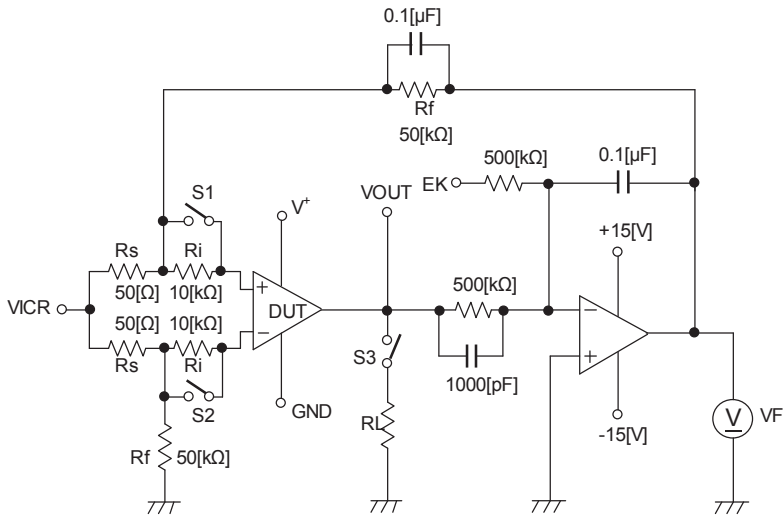 0.1[µF]
Rf
50[kΩ]
500[kΩ]
0.1[µF]
EK
VOUT
S1
V+
+15[V]
Rs
Ri
50[Ω]
10[kΩ]
VICR
+
DUT
500[kΩ]
50[Ω]
10[kΩ]
−
−
Rs
Ri
S3
+
1000[pF]
S2
GND
V
VF
RL
-15[V]
Rf
50[kΩ]